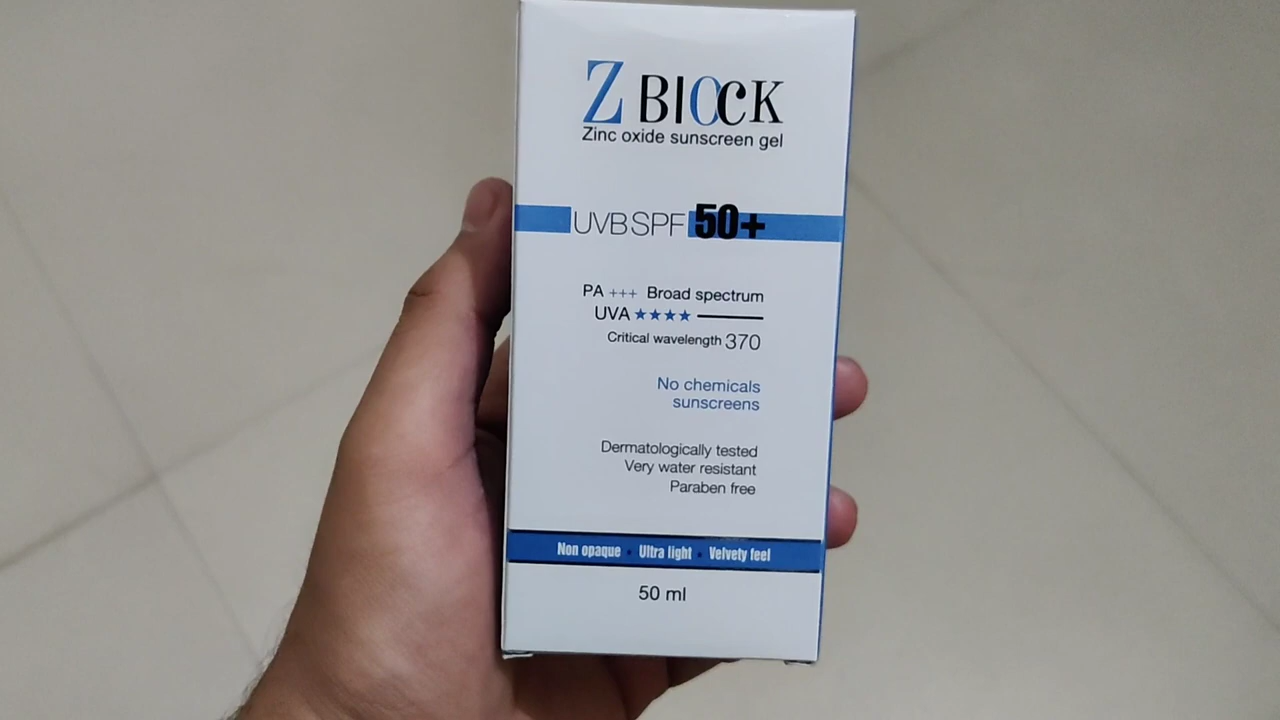 Z BlOcK
Zinc oxide sunscreen gel
UVB SPF 50+
PA +++ Broad spectrum
UVA ★★★★
Critical wavelength 370
No chemicals
sunscreens
Dermatologically tested
Very water resistant
Paraben free
Non opaque • Ultra light • Velvety feel
50 ml